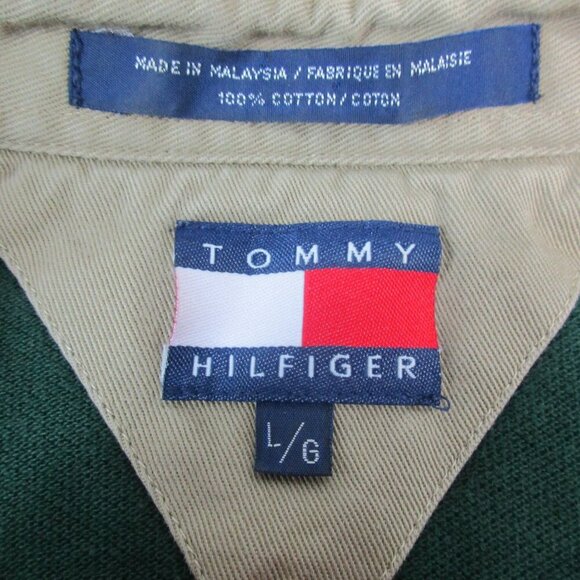 MADE IN MALAYSIA / FABRIQUE EN MALAISIE
100% COTTON / COTON
TOMMY
HILFIGER
L/G